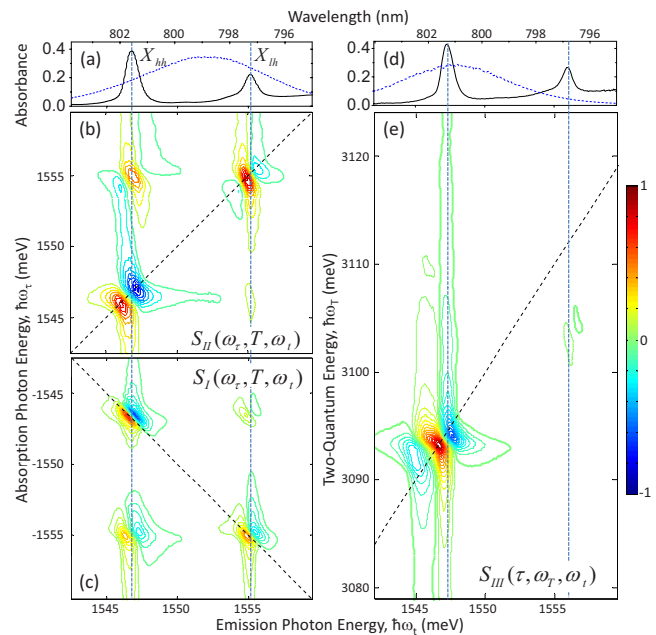 Wavelength (nm)
802 800 798 796
802 800 798 796
Absorbance
0.4
0.2
0.0
(a) X_hh X_lh
0.4
0.2
0.0
(d)
Absorption Photon Energy, ħω_τ (meV)
(b)
1555
1550
1545
S_II(ω_τ,T,ω_t)
S_I(ω_τ,T,ω_t)
-1545
-1550
-1555
(c)
1545 1550 1555
Two-Quantum Energy, ħω_T (meV)
(e)
3120
3110
3100
3090
3080
S_III(τ,ω_T,ω_t)
1545 1550 1555
Emission Photon Energy, ħω_t (meV)
1
0
-1